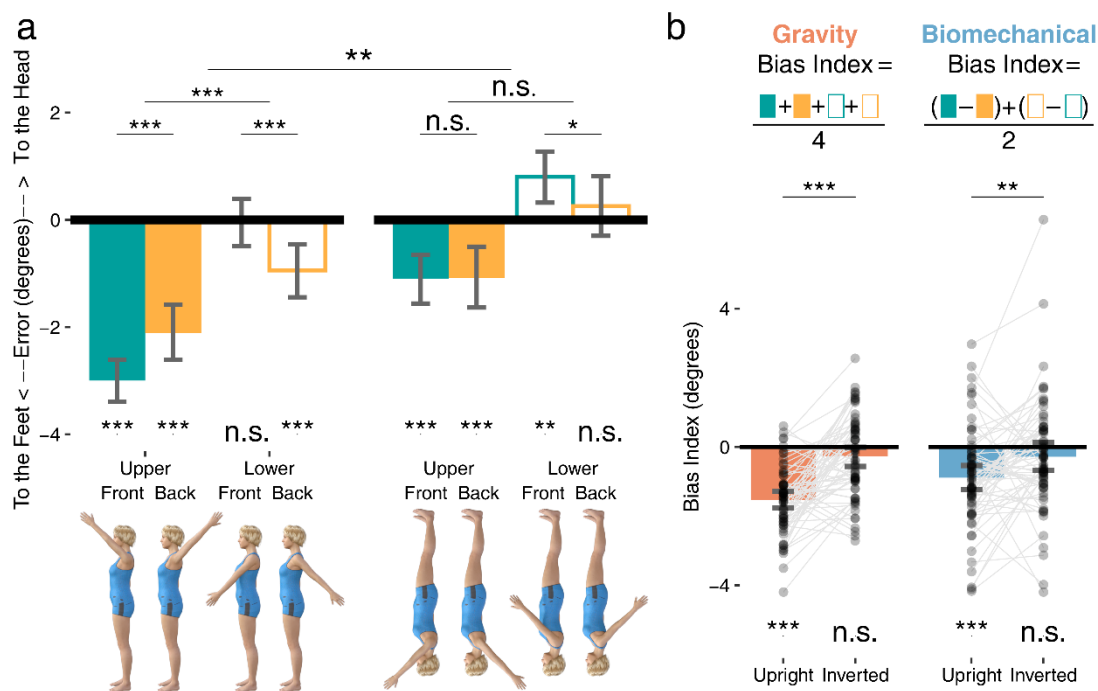 a
**
***
n.s.
***
***
n.s.
*
To the Feet < −−Error (degrees)−− > To the Head
2
0
−2
−4
*** *** n.s. *** *** *** ** n.s.
Upper Lower Upper Lower
Front Back Front Back Front Back Front Back
b
Gravity
Bias Index =
+ + +
4
Biomechanical
Bias Index =
( − )+( − )
2
***
**
Bias Index (degrees)
4
0
−4
*** n.s. *** n.s.
Upright Inverted Upright Inverted